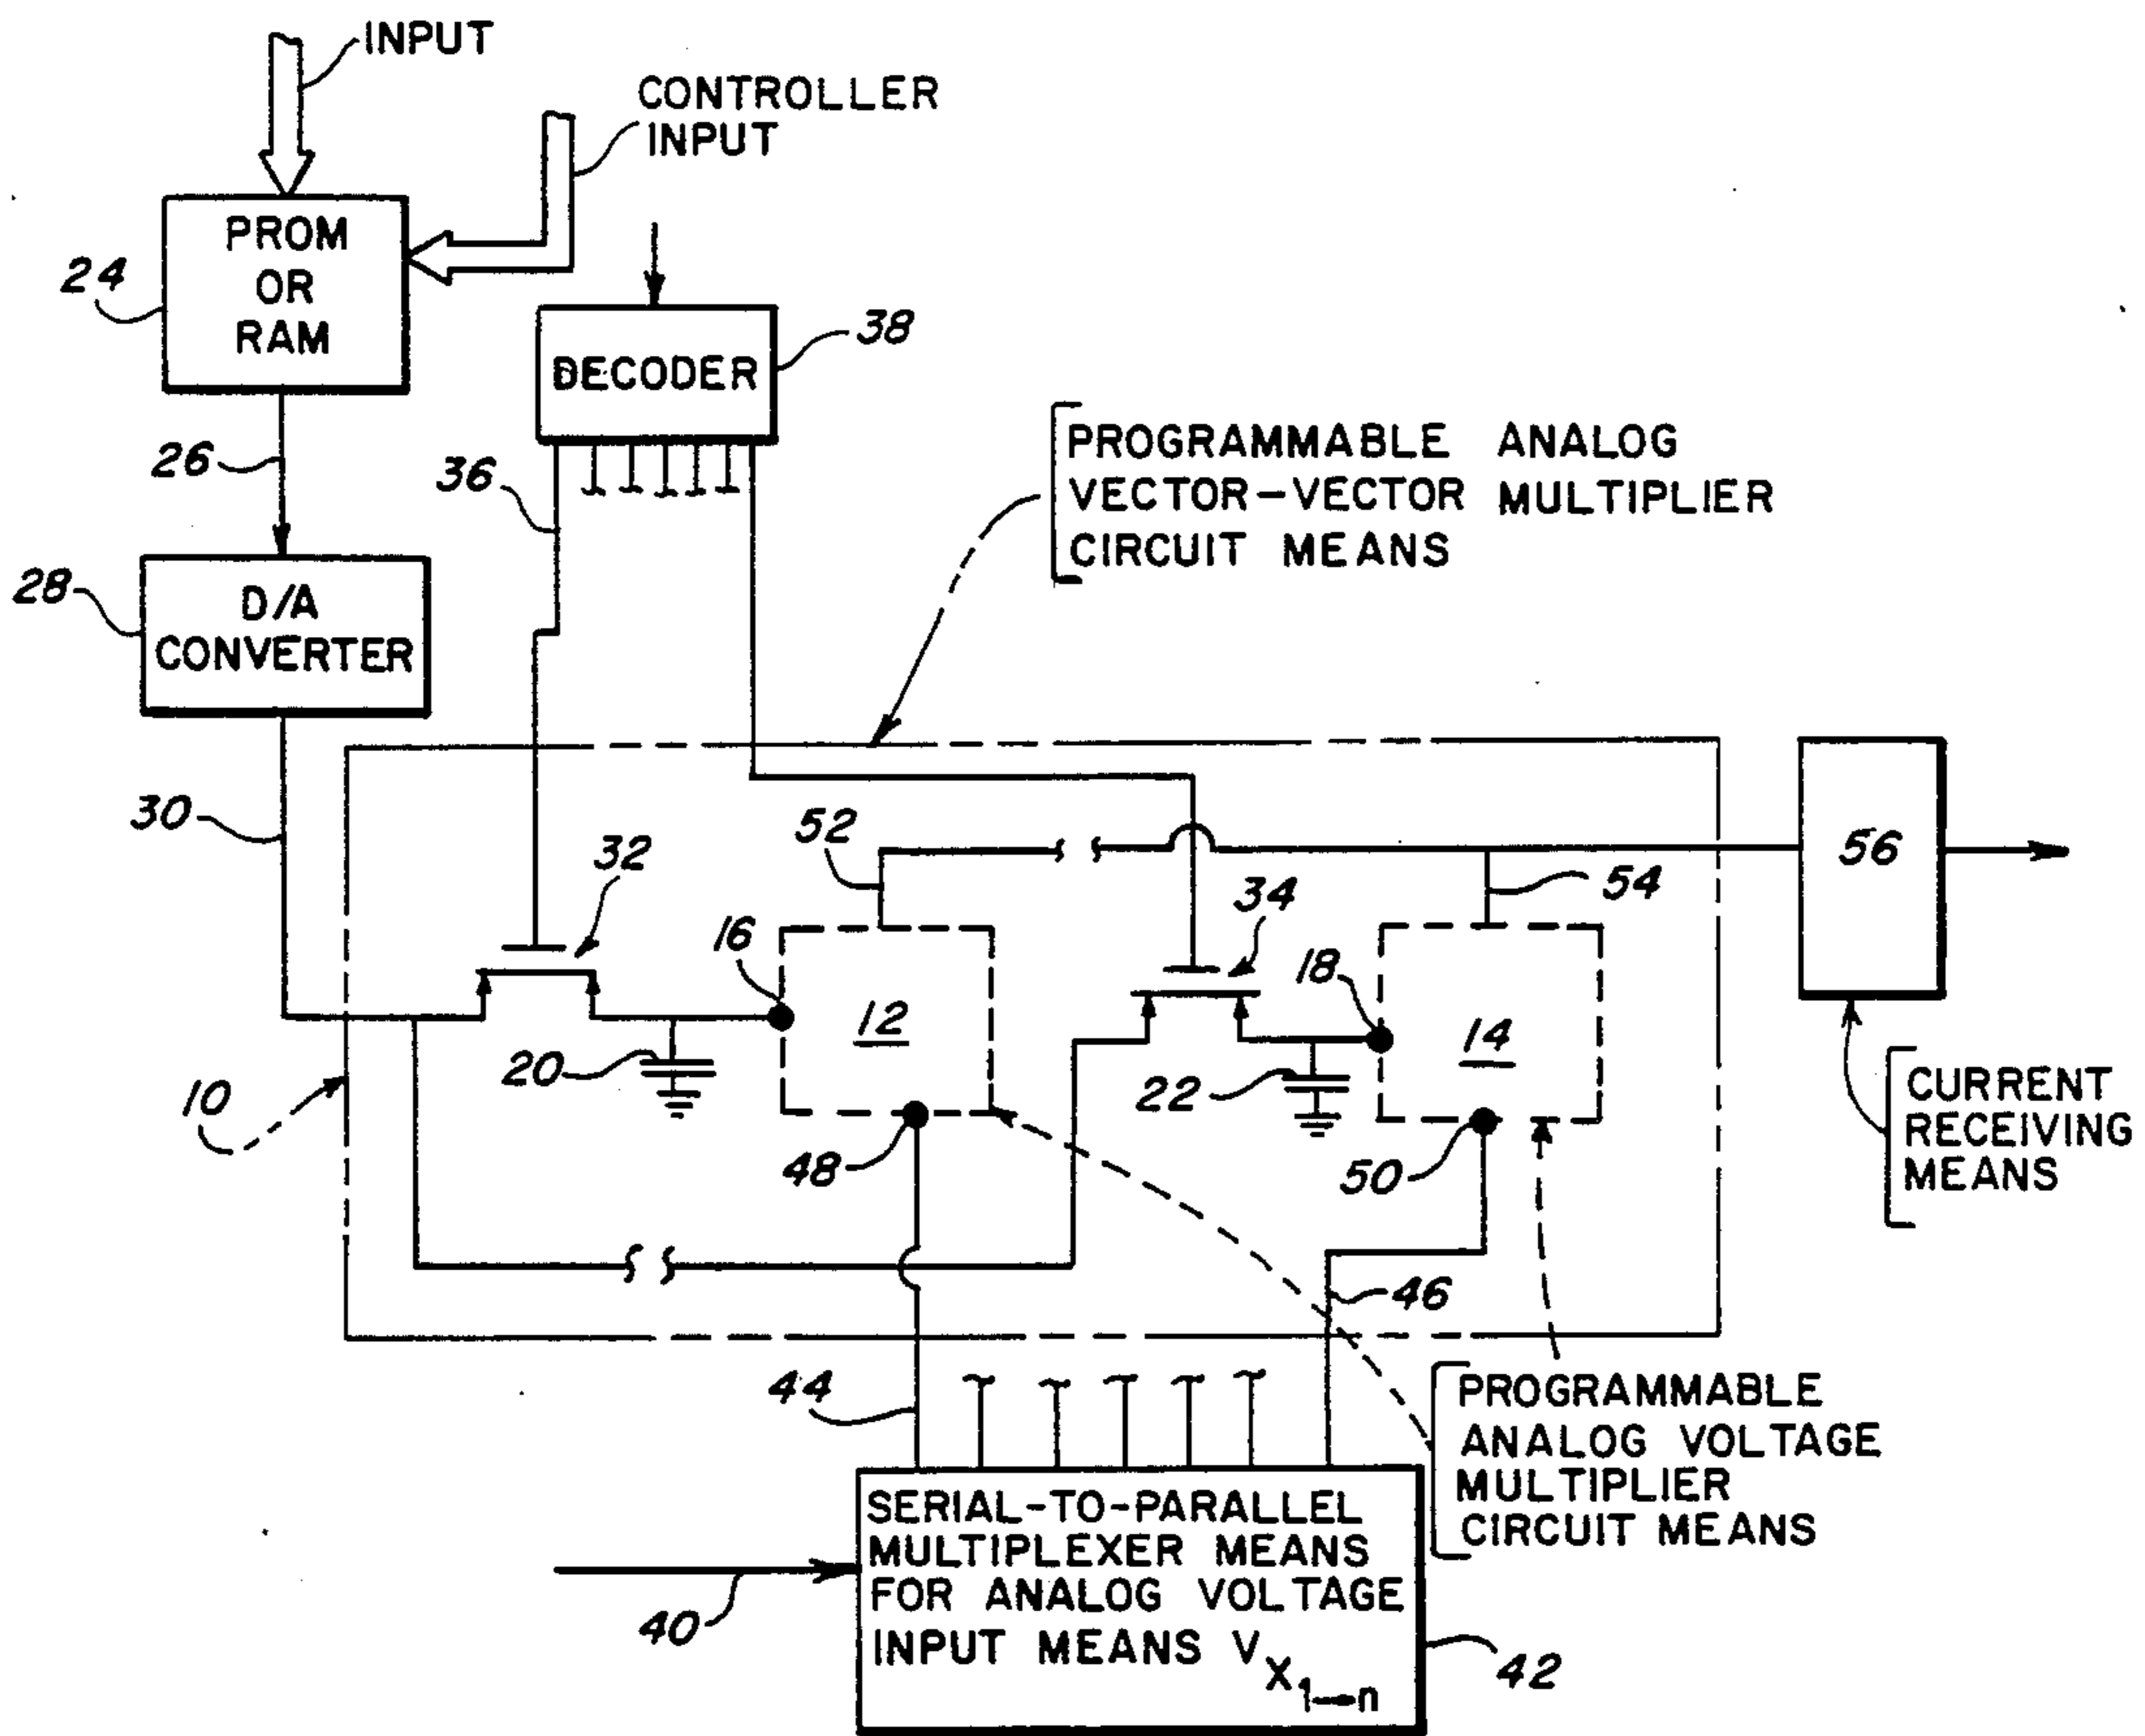 INPUT
CONTROLLER
INPUT
PROM
OR
RAM
24
38
DECODER
26
36
PROGRAMMABLE ANALOG
VECTOR-VECTOR MULTIPLIER
CIRCUIT MEANS
28
D/A
CONVERTER
30
52
56
32
34
54
16
18
12
14
20
22
10
CURRENT
RECEIVING
MEANS
48
50
46
44
PROGRAMMABLE
ANALOG VOLTAGE
MULTIPLIER
CIRCUIT MEANS
SERIAL-TO-PARALLEL
MULTIPLEXER MEANS
FOR ANALOG VOLTAGE
INPUT MEANS V X 1→n
40
42